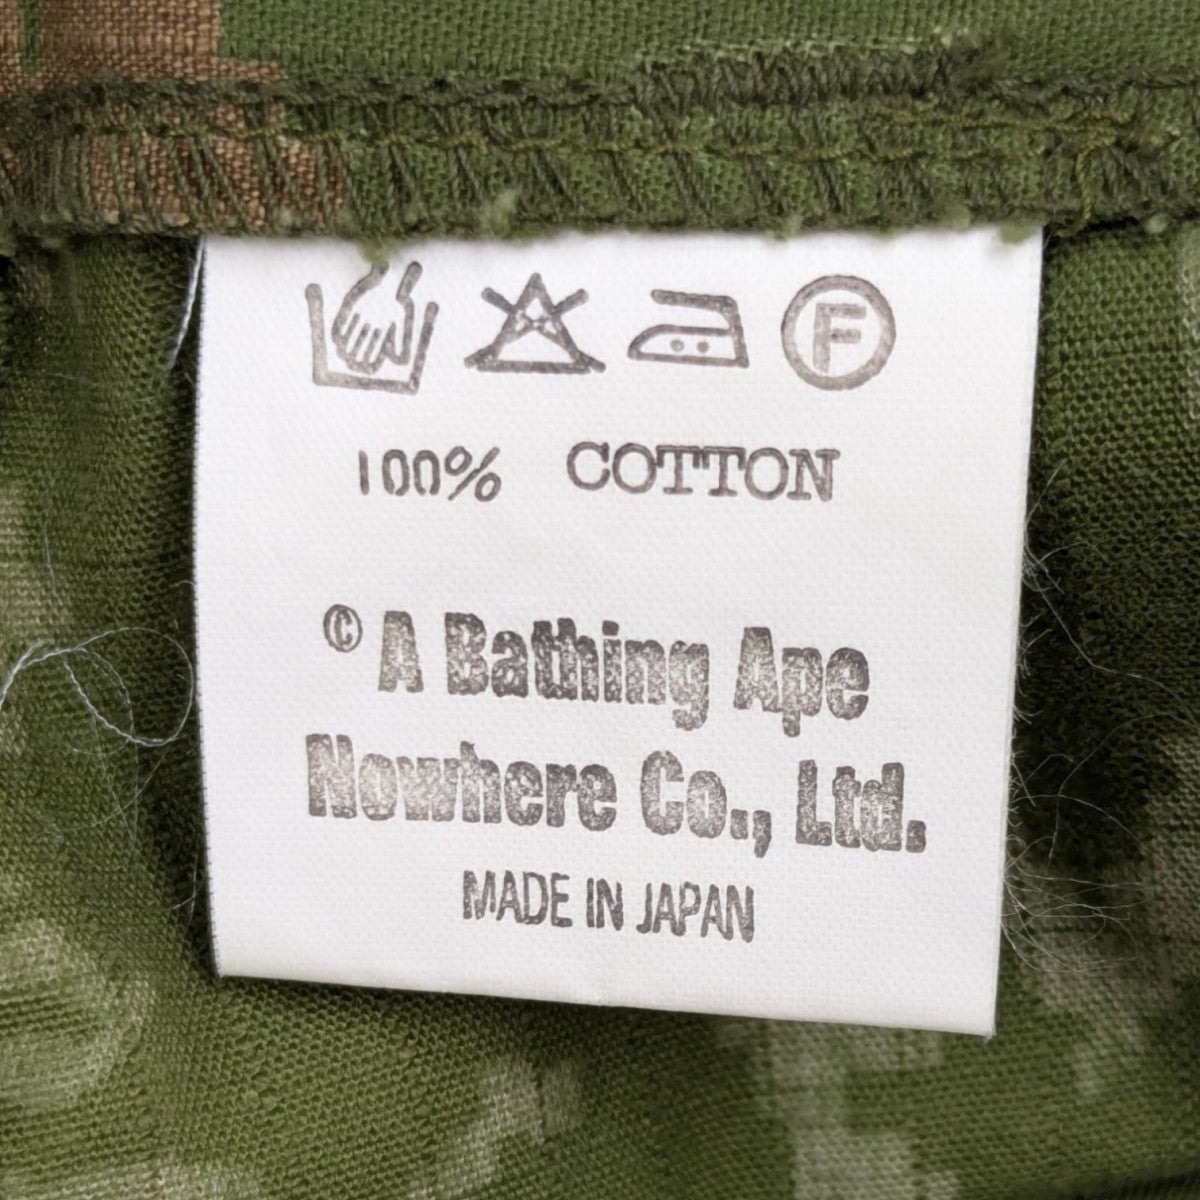 F
100% COTTON
© A Bathing Ape
Nowhere Co., Ltd.
MADE IN JAPAN